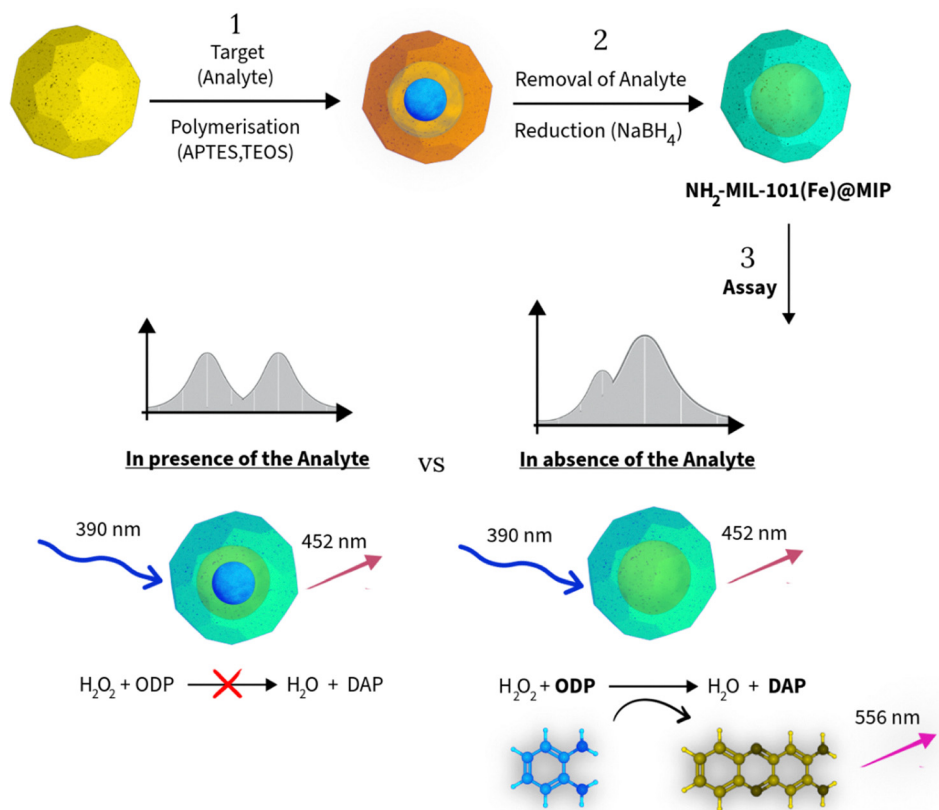 1
Target
(Analyte)
Polymerisation
(APTES,TEOS)
2
Removal of Analyte
Reduction (NaBH₄)
NH₂-MIL-101(Fe)@MIP
3
Assay
In presence of the Analyte
vs
In absence of the Analyte
390 nm
452 nm
390 nm
452 nm
H₂O₂ + ODP
H₂O + DAP
H₂O₂ + ODP
H₂O + DAP
556 nm